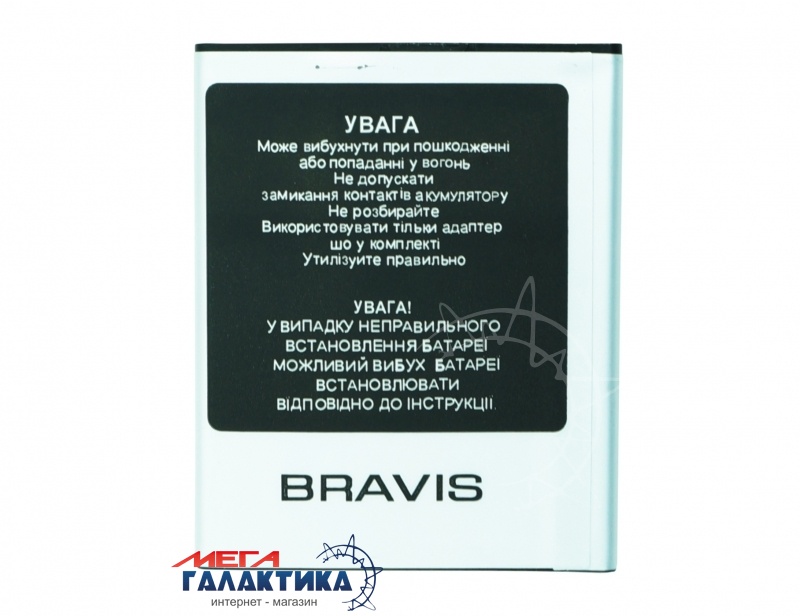 УВАГА
Може вибухнути при пошкодженні
або попаданні у вогонь
Не допускати
замикання контактів акумулятору
Не розбирайте
Використовувати тільки адаптер
шо у комплекті
Утилізуйте правильно
УВАГА!
У ВИПАДКУ НЕПРАВИЛЬНОГО
ВСТАНОВЛЕННЯ БАТАРЕЇ
МОЖЛИВИЙ ВИБУХ БАТАРЕЇ
ВСТАНОВЛЮВАТИ
ВІДПОВІДНО ДО ІНСТРУКЦІЇ.
BRAVIS
МЕГА
ГАЛАКТИКА
интернет - магазин